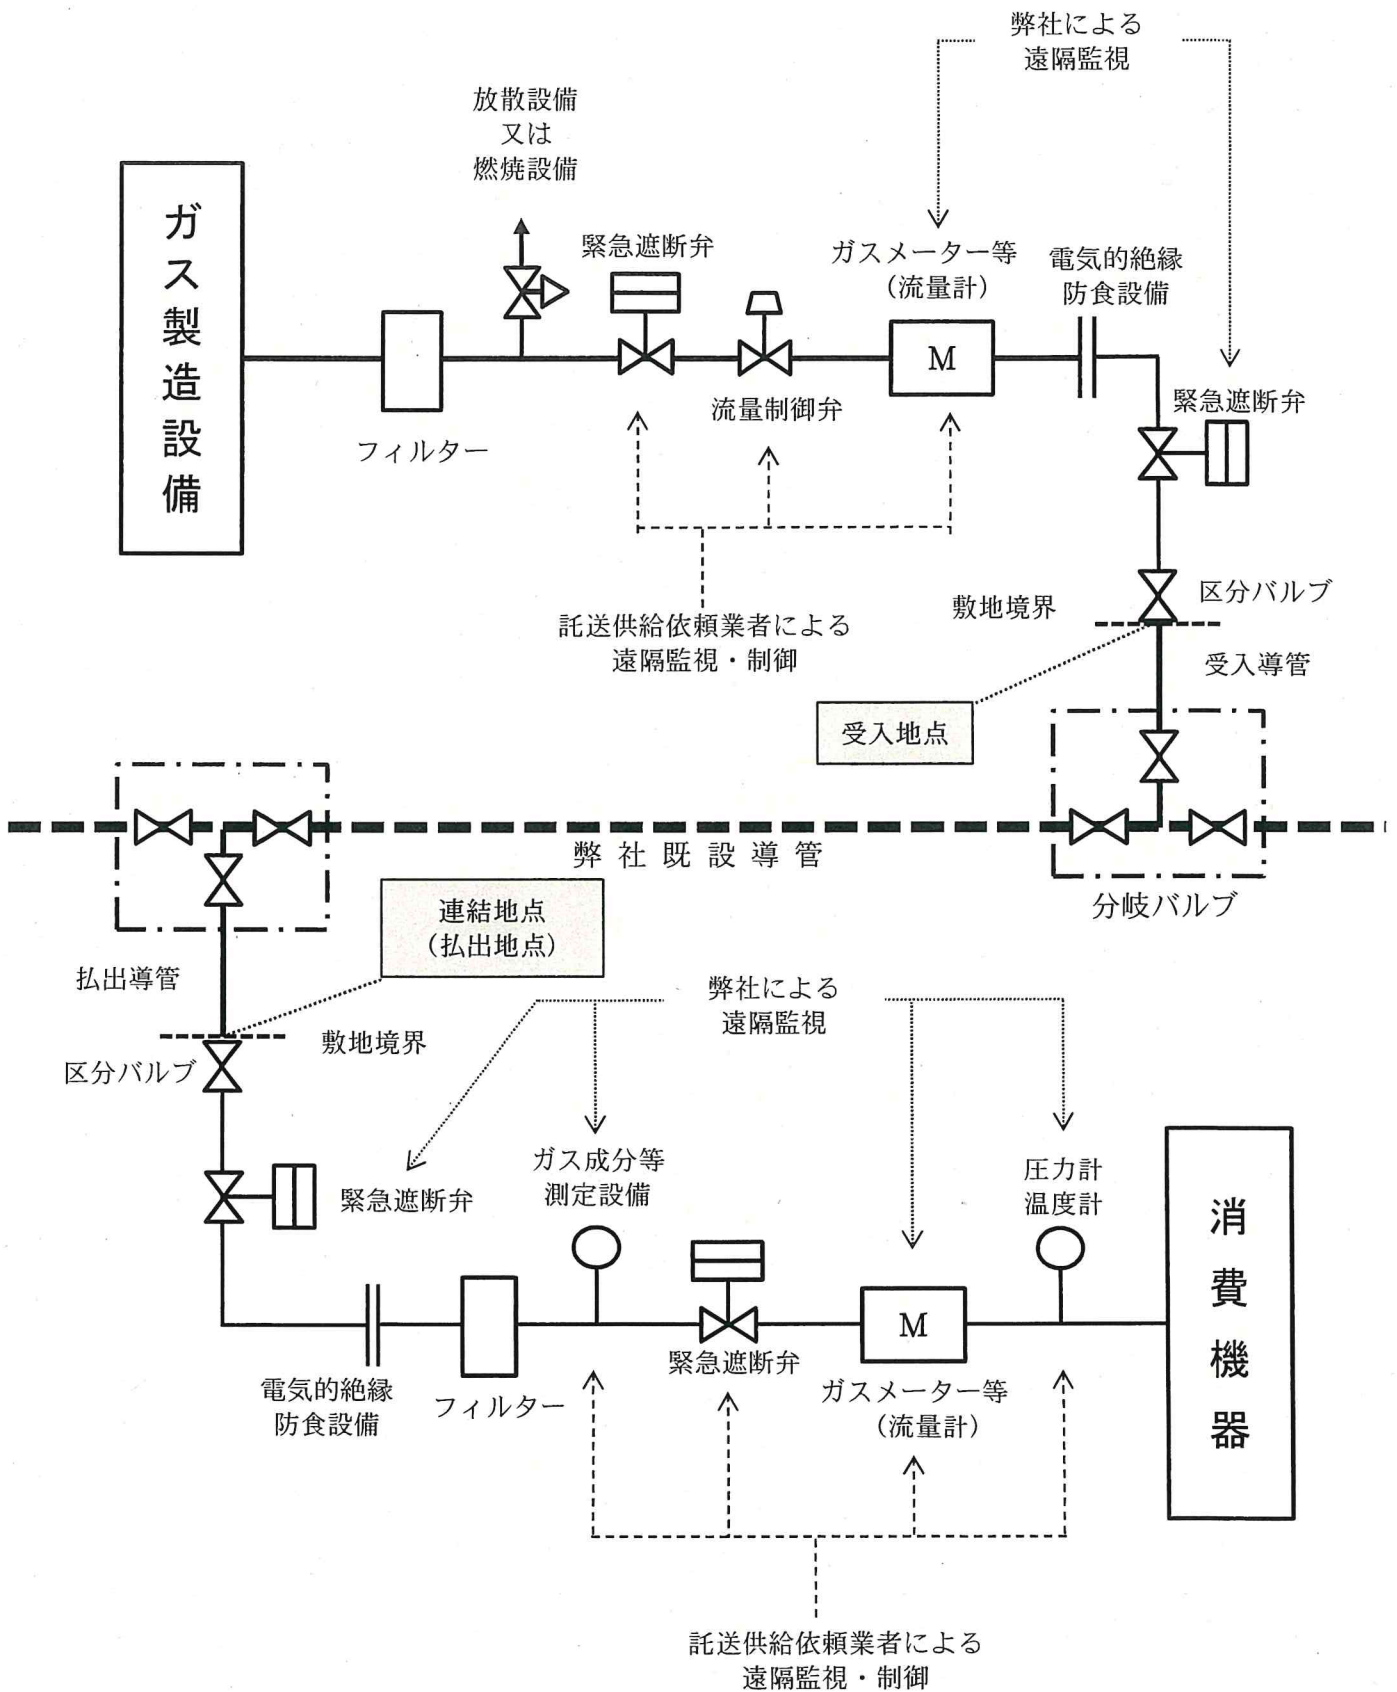 弊社による
遠隔監視
放散設備
又は
燃焼設備
ガス製造設備
緊急遮断弁
ガスメーター等
（流量計）
電気的絶縁
防食設備
M
緊急遮断弁
流量制御弁
フィルター
区分バルブ
敷地境界
託送供給依頼業者による
遠隔監視・制御
受入導管
受入地点
弊社既設導管
分岐バルブ
連結地点
（払出地点）
払出導管
弊社による
遠隔監視
敷地境界
区分バルブ
ガス成分等
測定設備
圧力計
温度計
緊急遮断弁
消費機器
M
緊急遮断弁
電気的絶縁
防食設備
フィルター
ガスメーター等
（流量計）
託送供給依頼業者による
遠隔監視・制御